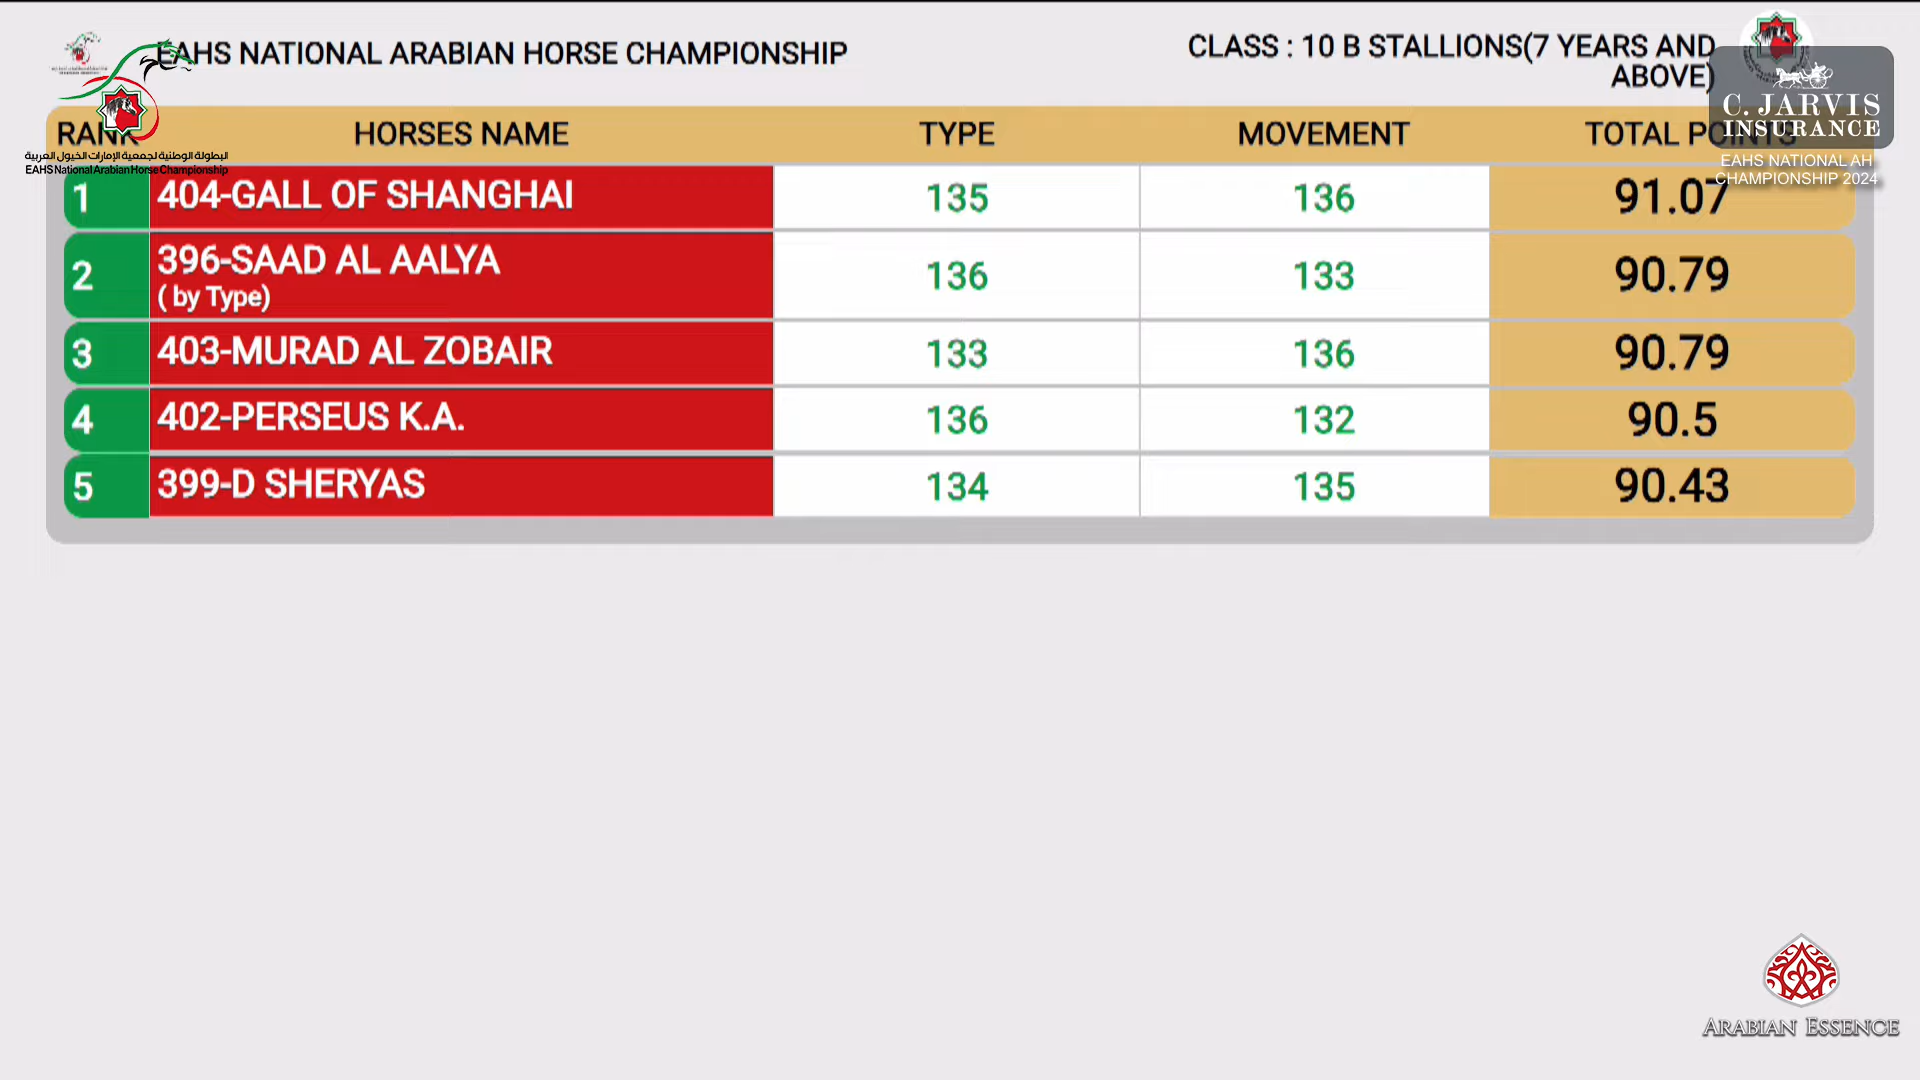 EAHS NATIONAL ARABIAN HORSE CHAMPIONSHIP
CLASS : 10 B STALLIONS(7 YEARS AND
ABOVE)
C. JARVIS
INSURANCE
EAHS NATIONAL AH
CHAMPIONSHIP 2024
البطولة الوطنية لجمعية الإمارات الخيول العربية
EAHS National Arabian Horse Championship
RANK HORSES NAME TYPE MOVEMENT TOTAL POINTS
1 404-GALL OF SHANGHAI 135 136 91.07
2 396-SAAD AL AALYA 136 133 90.79
( by Type)
3 403-MURAD AL ZOBAIR 133 136 90.79
4 402-PERSEUS K.A. 136 132 90.5
5 399-D SHERYAS 134 135 90.43
ARABIAN ESSENCE